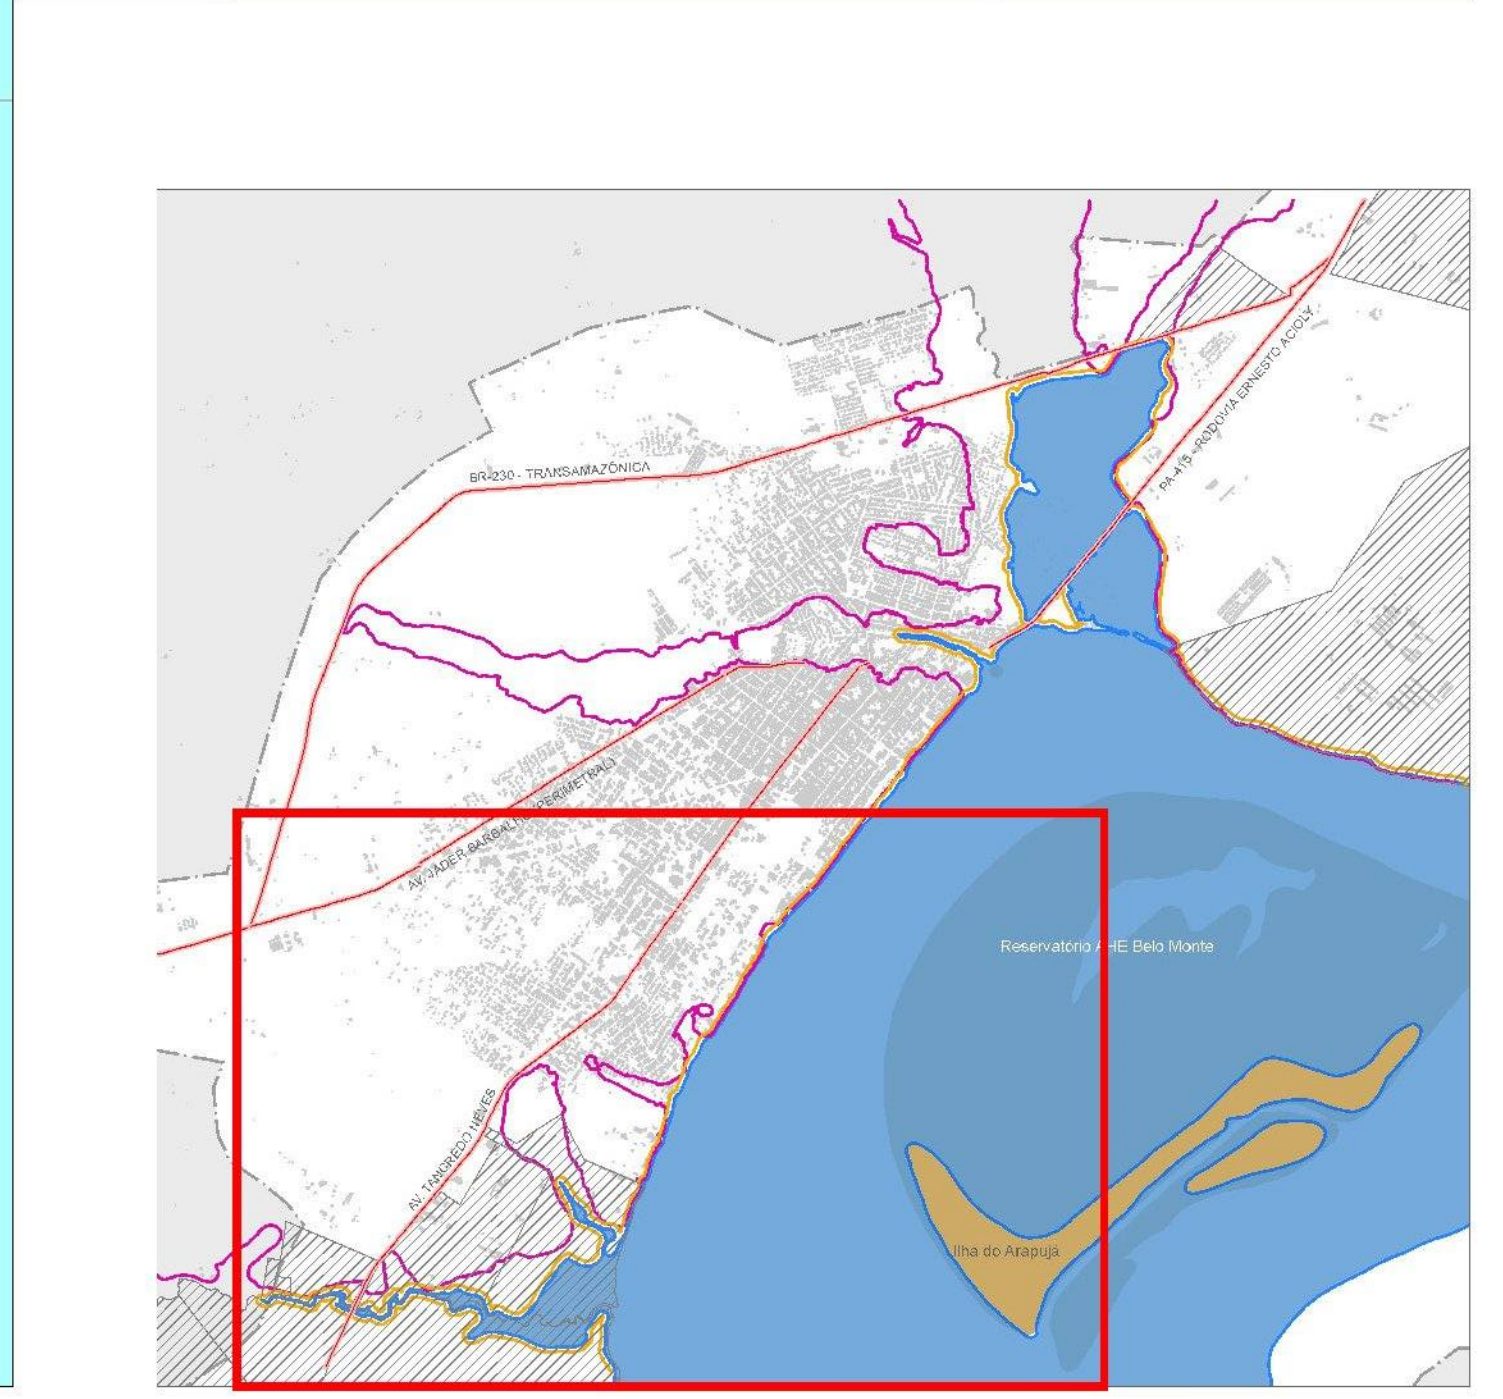 BR-230 - TRANSAMAZÔNICA
PA-415 - RODOVIA ERNESTO ACIOLY
AV. JADER BARBALHO (PERIMETRAL)
Reservatório AHE Belo Monte
AV. TANCREDO NEVES
Ilha do Arapujá